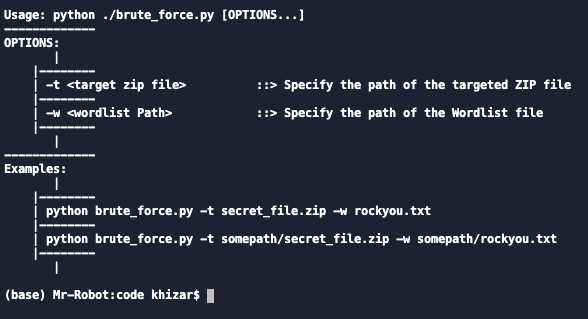 Usage: python ./brute_force.py [OPTIONS...]
-------------
OPTIONS:
       |
    |--------
    | -t <target zip file>          ::> Specify the path of the targeted ZIP file
    |--------
    | -w <wordlist Path>            ::> Specify the path of the Wordlist file
    |--------
       |
-------------
Examples:
       |
    |--------
    | python brute_force.py -t secret_file.zip -w rockyou.txt
    |--------
    | python brute_force.py -t somepath/secret_file.zip -w somepath/rockyou.txt
    |--------
       |
(base) Mr-Robot:code khizar$